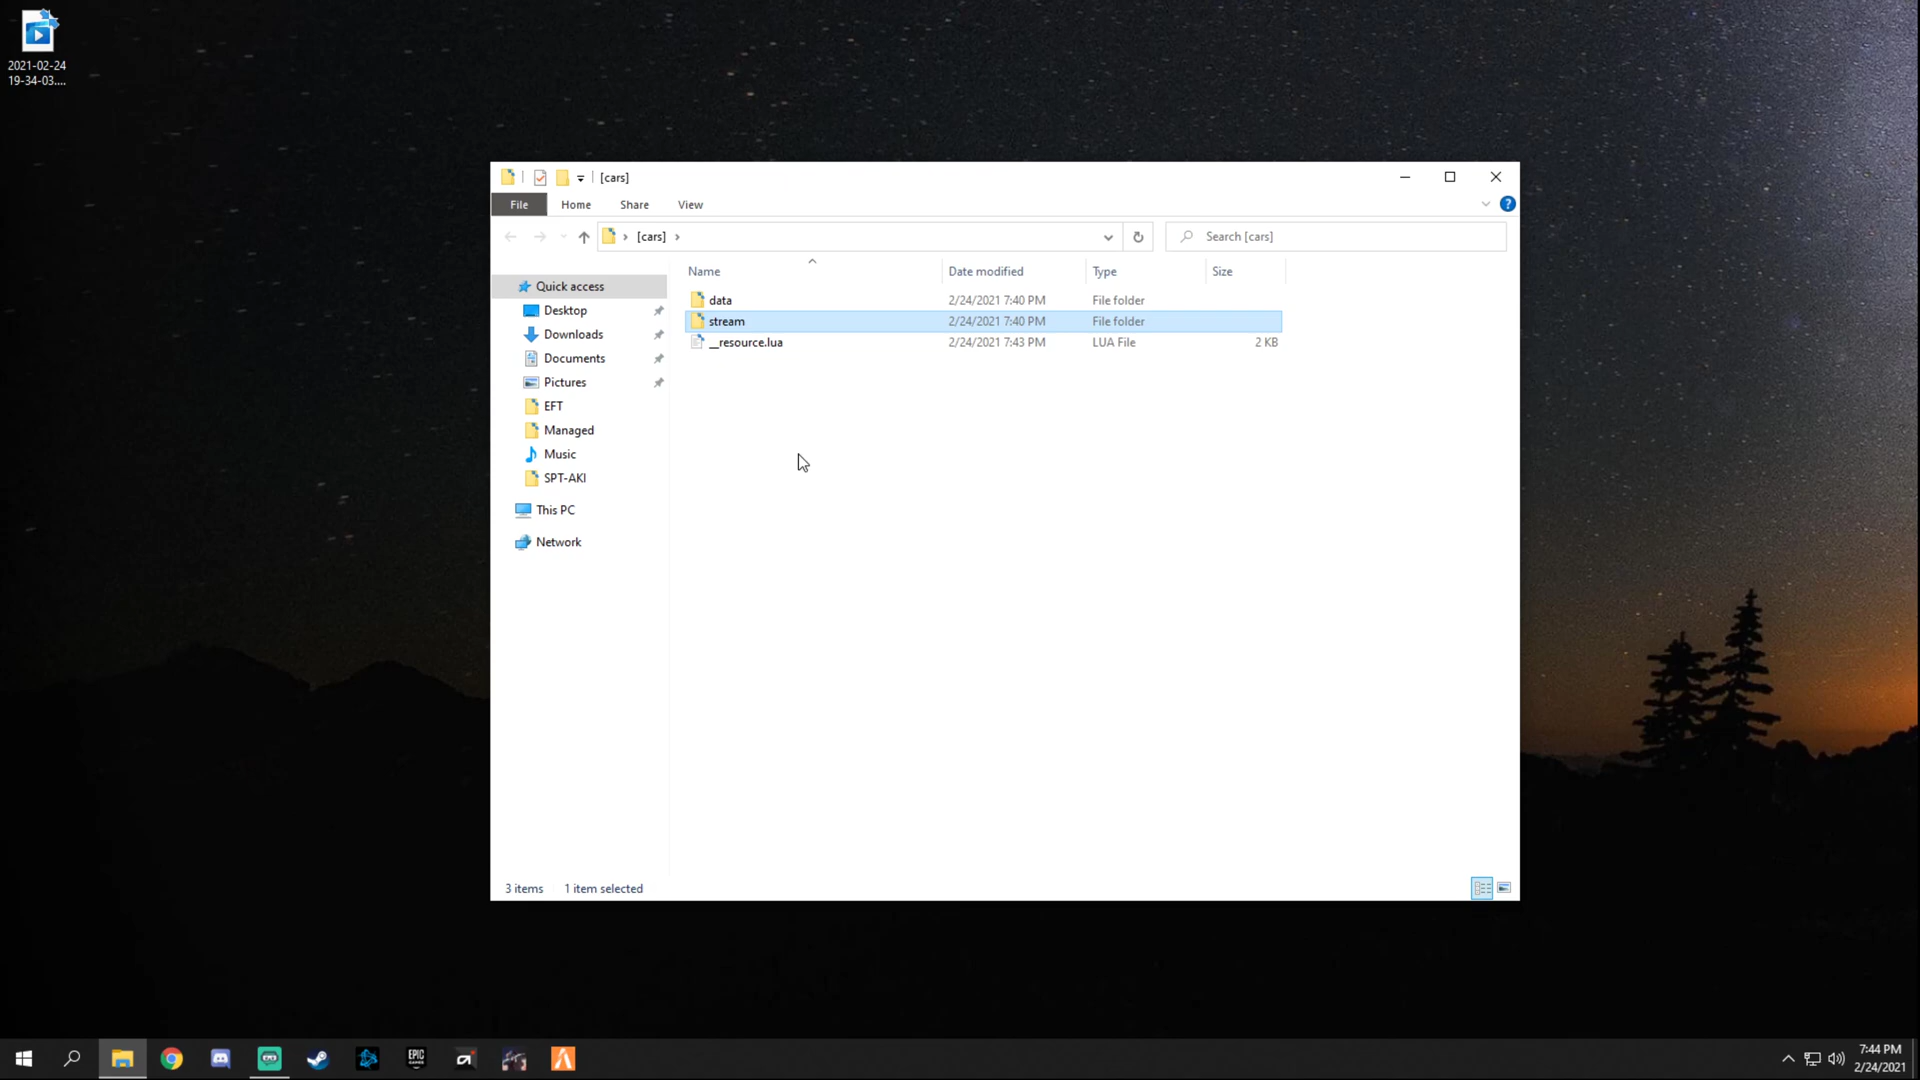 2021-02-24
19-34-03....
[cars]
File Home Share View
[cars]
Search [cars]
Name Date modified Type Size
Quick access
Desktop
Downloads
Documents
Pictures
EFT
Managed
Music
SPT-AKI
This PC
Network
data 2/24/2021 7:40 PM File folder
stream 2/24/2021 7:40 PM File folder
__resource.lua 2/24/2021 7:43 PM LUA File 2 KB
3 items 1 item selected
EPIC
GAMES
7:44 PM
2/24/2021